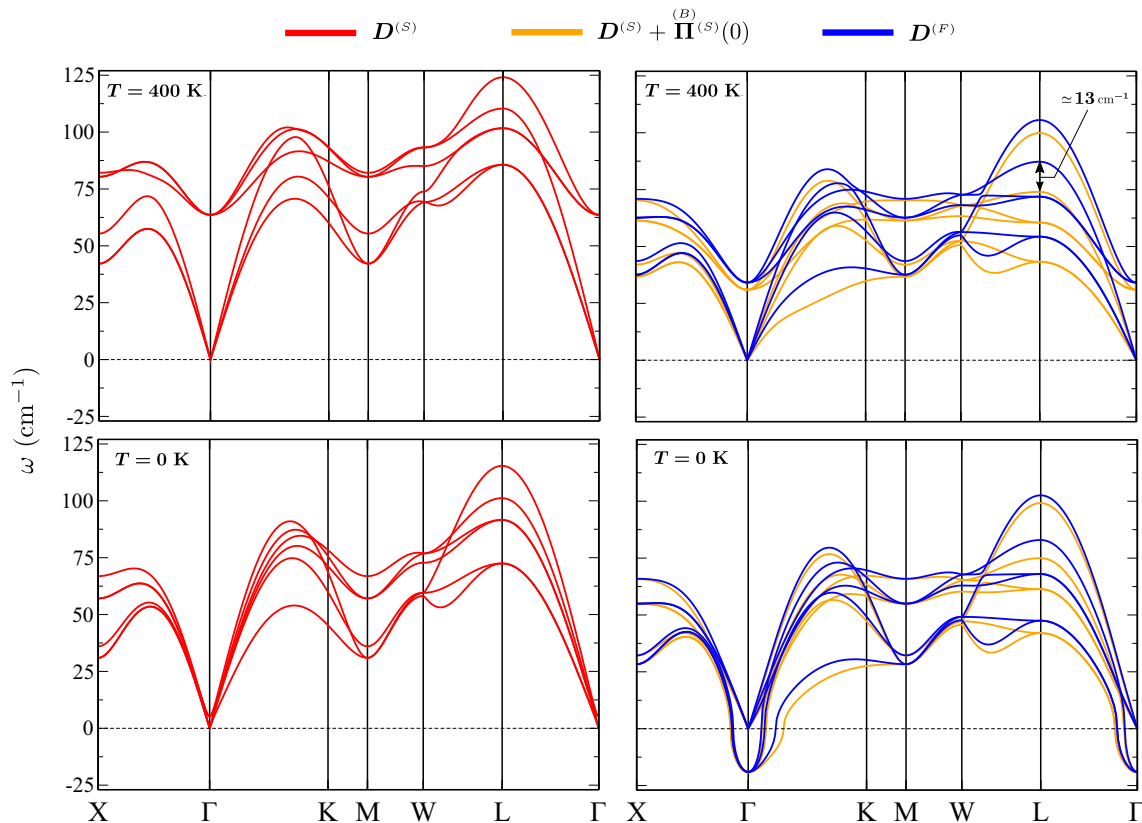 D(S)
D(S) + (B)Π(S)(0)
D(F)
ω (cm−1)
T = 400 K
125
100
75
50
25
0
-25
T = 400 K
≃13 cm−1
T = 0 K
125
100
75
50
25
0
-25
T = 0 K
X Γ K M W L Γ
X Γ K M W L Γ